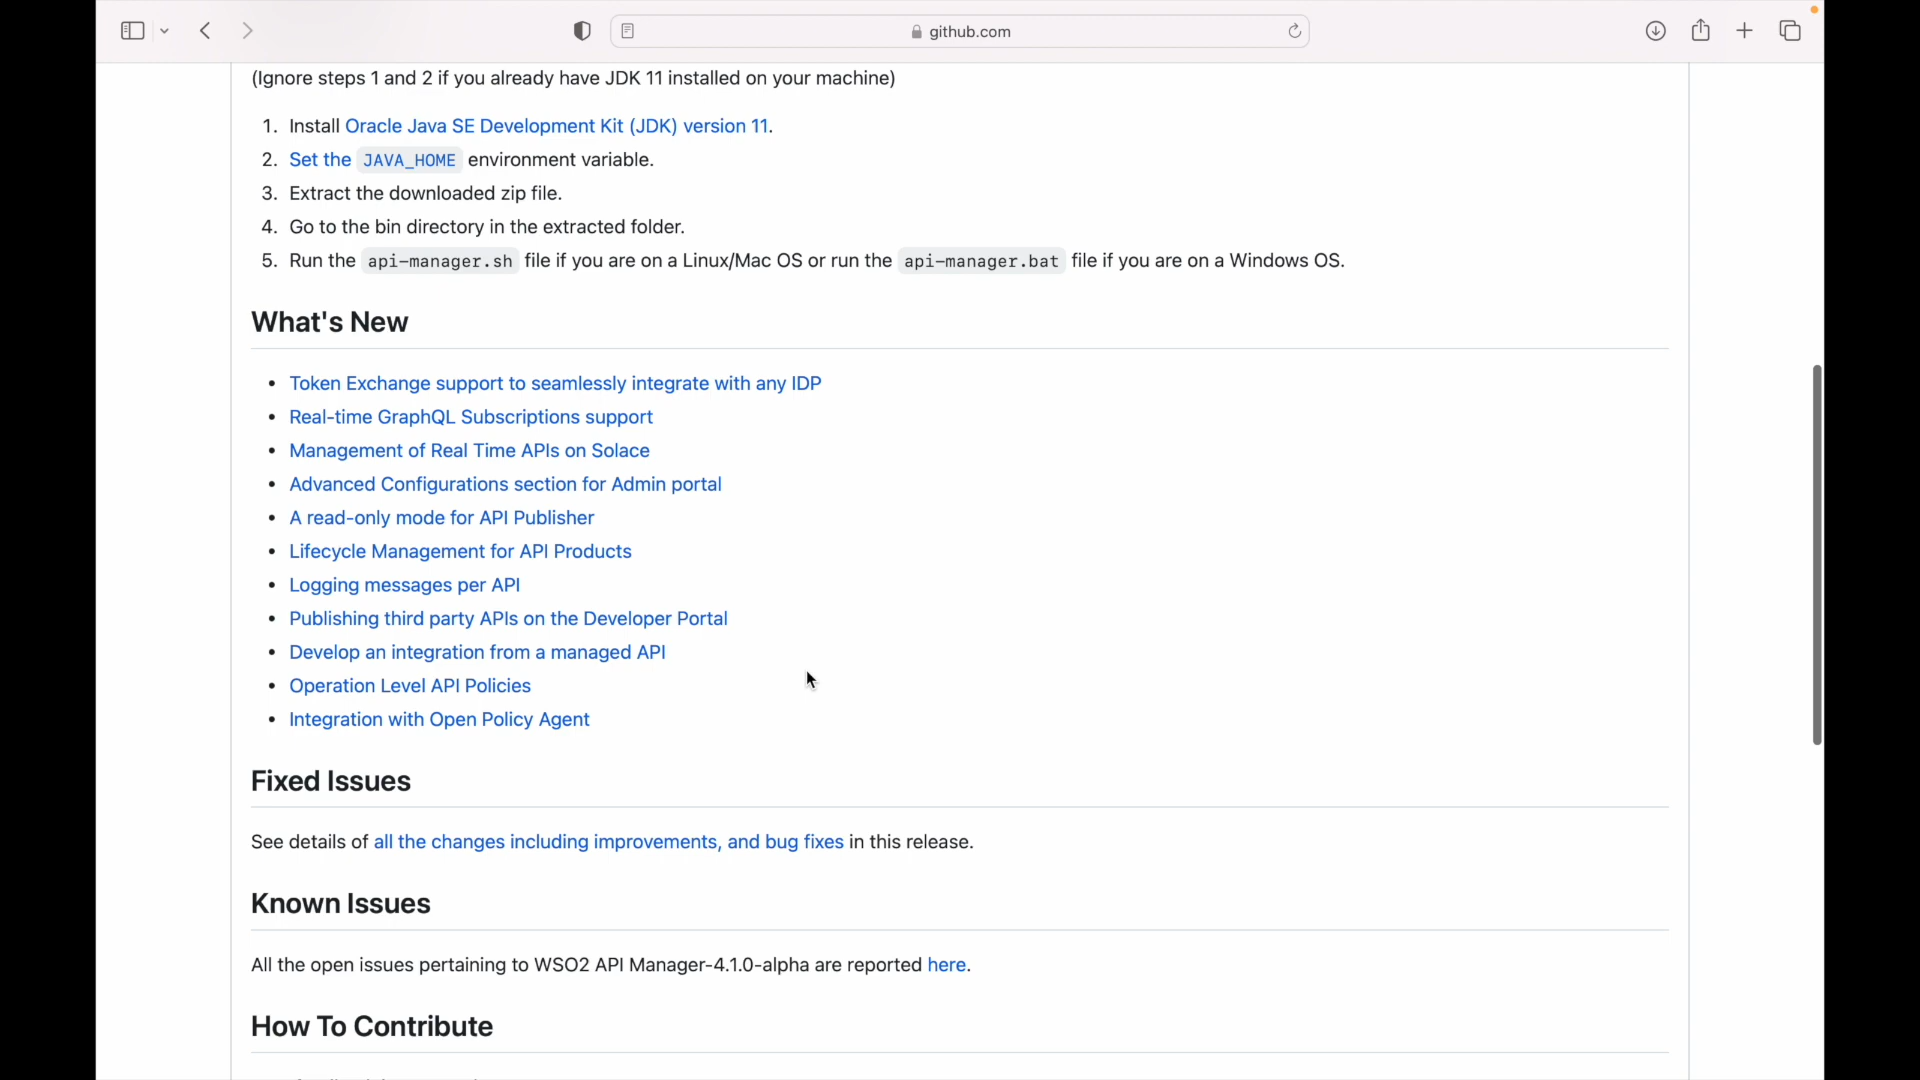 github.com
(Ignore steps 1 and 2 if you already have JDK 11 installed on your machine)
1. Install Oracle Java SE Development Kit (JDK) version 11.
2. Set the JAVA_HOME environment variable.
3. Extract the downloaded zip file.
4. Go to the bin directory in the extracted folder.
5. Run the api-manager.sh file if you are on a Linux/Mac OS or run the api-manager.bat file if you are on a Windows OS.
What's New
• Token Exchange support to seamlessly integrate with any IDP
• Real-time GraphQL Subscriptions support
• Management of Real Time APIs on Solace
• Advanced Configurations section for Admin portal
• A read-only mode for API Publisher
• Lifecycle Management for API Products
• Logging messages per API
• Publishing third party APIs on the Developer Portal
• Develop an integration from a managed API
• Operation Level API Policies
• Integration with Open Policy Agent
Fixed Issues
See details of all the changes including improvements, and bug fixes in this release.
Known Issues
All the open issues pertaining to WSO2 API Manager-4.1.0-alpha are reported here.
How To Contribute